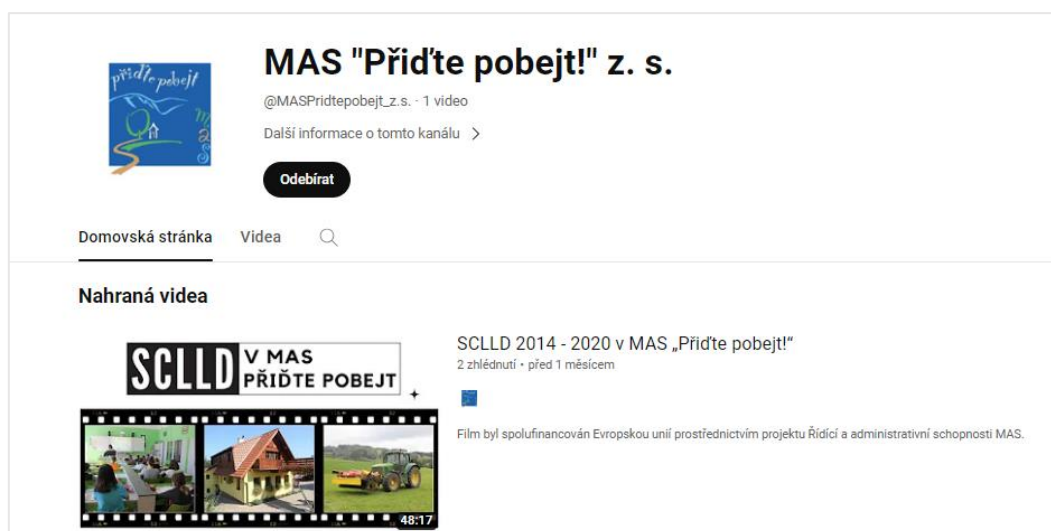 přiďte pobejt
mas
MAS "Přiďte pobejt!" z. s.
@MASPridtepobejt_z.s. · 1 video
Další informace o tomto kanálu >
Odebírat
Domovská stránka Videa
Nahraná videa
SCLLD V MAS
PŘIĎTE POBEJT
48:17
SCLLD 2014 - 2020 v MAS „Přiďte pobejt!“
2 zhlédnutí • před 1 měsícem
Film byl spolufinancován Evropskou unií prostřednictvím projektu Řídící a administrativní schopnosti MAS.